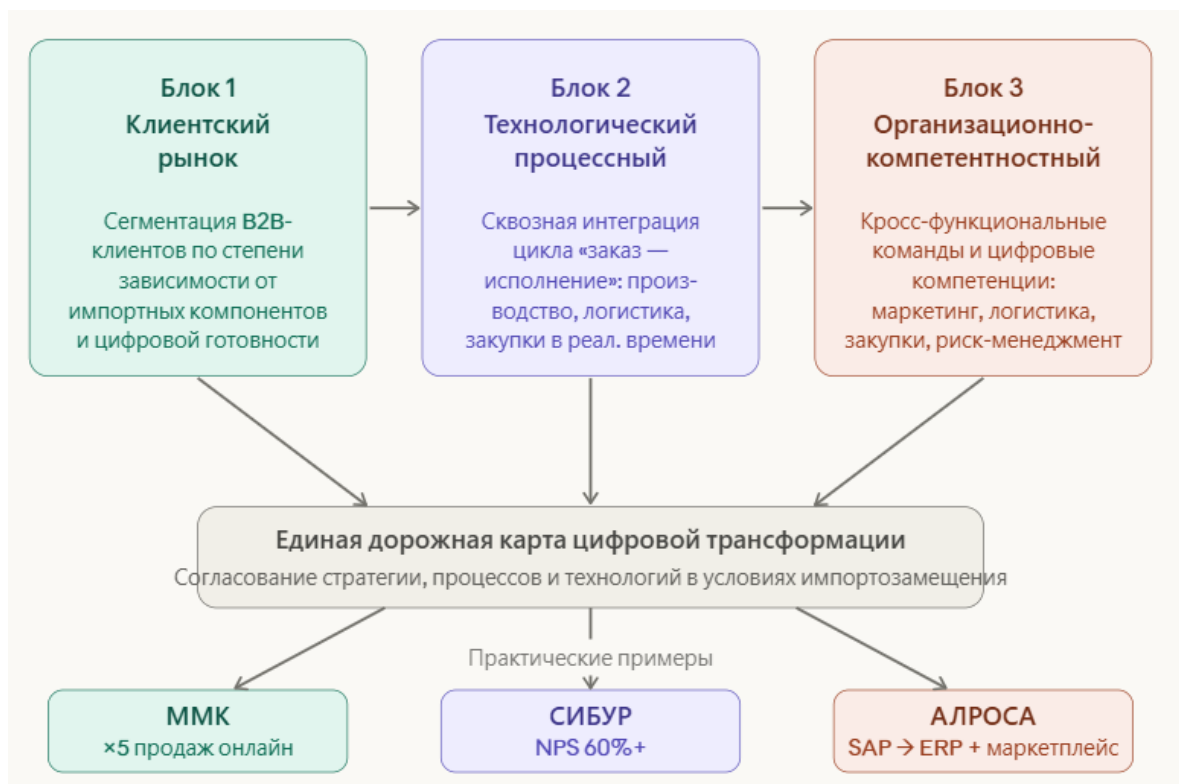 Блок 1
Клиентский
рынок
Сегментация B2B-
клиентов по степени
зависимости от
импортных компонентов
и цифровой готовности
Блок 2
Технологический
процессный
Сквозная интеграция
цикла «заказ —
исполнение»: произ-
водство, логистика,
закупки в реал. времени
Блок 3
Организационно-
компетентностный
Кросс-функциональные
команды и цифровые
компетенции:
маркетинг, логистика,
закупки, риск-менеджмент
Единая дорожная карта цифровой трансформации
Согласование стратегии, процессов и технологий в условиях импортозамещения
Практические примеры
ММК
×5 продаж онлайн
СИБУР
NPS 60%+
АЛРОСА
SAP → ERP + маркетплейс